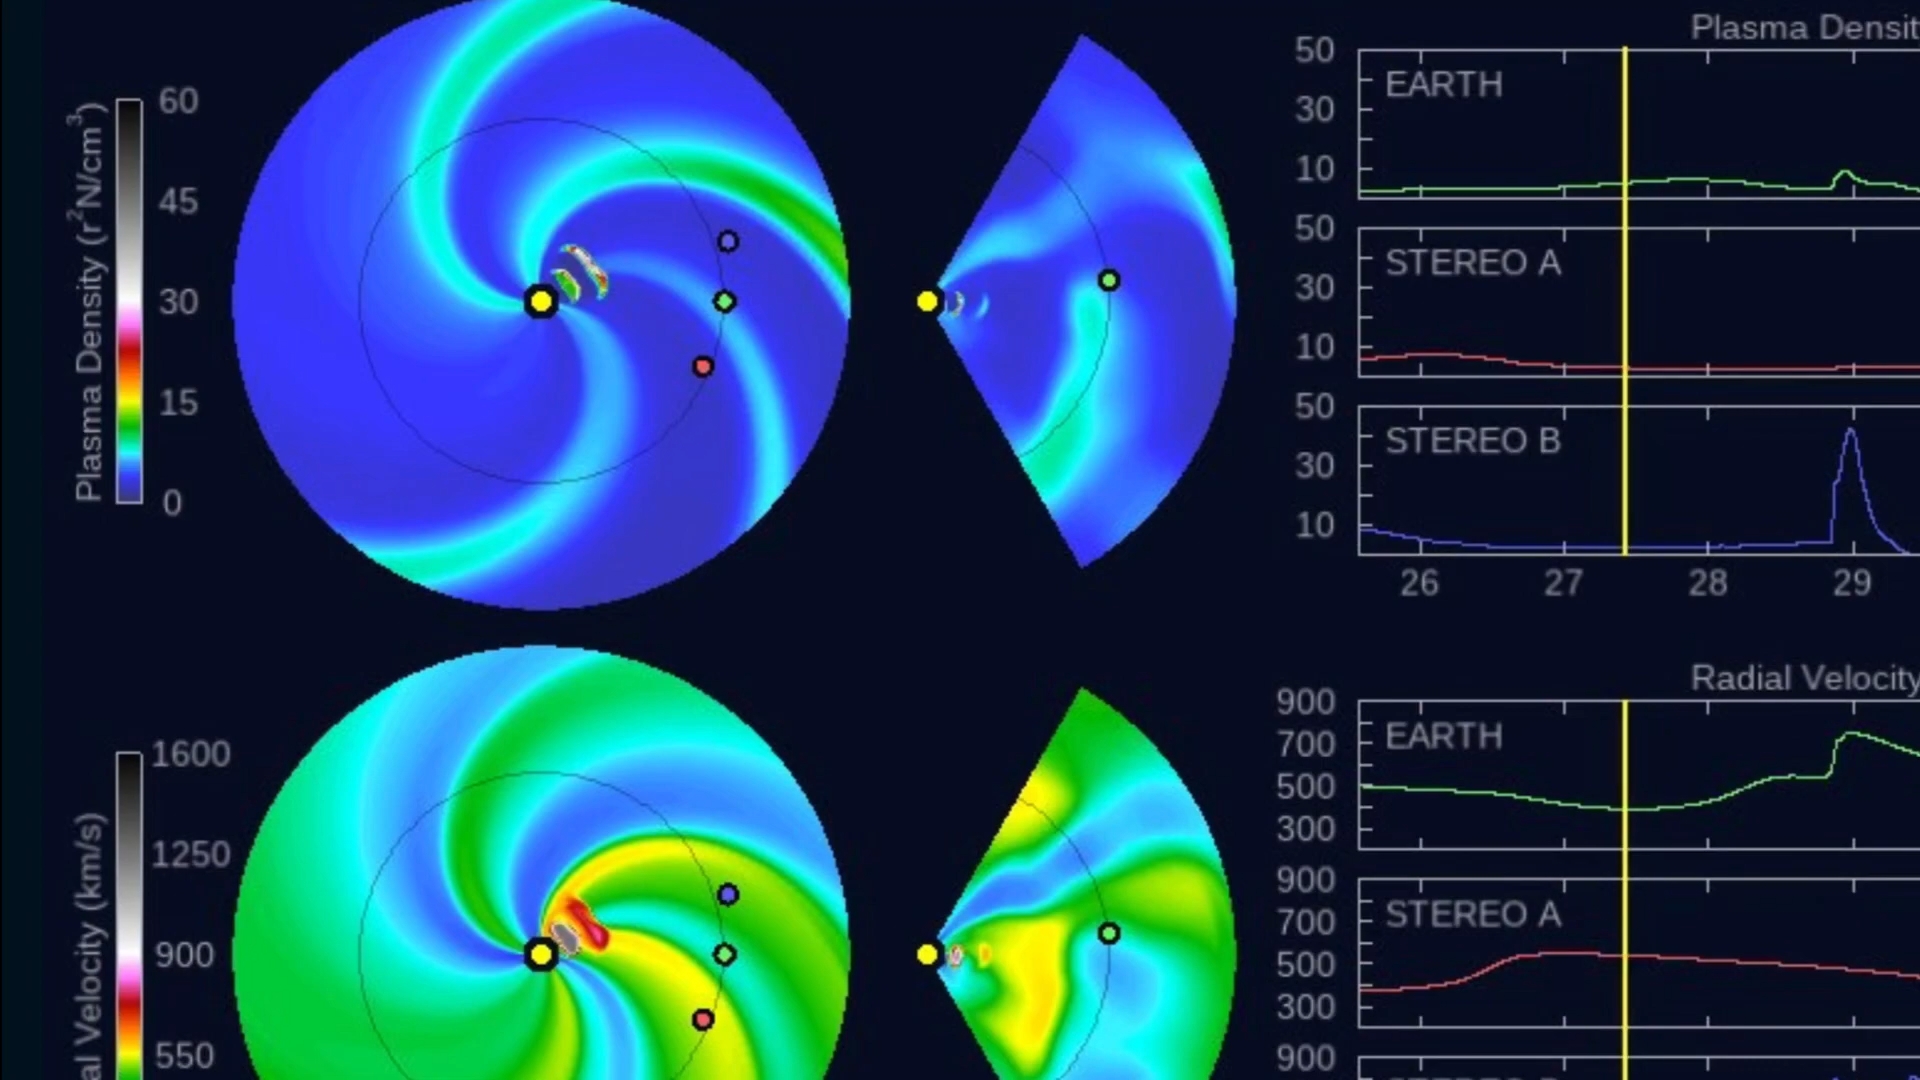 Plasma Densit
Plasma Density (r²N/cm³)
60
45
30
15
0
50
30
10
EARTH
50
30
10
STEREO A
50
30
10
STEREO B
26 27 28 29
Radial Velocity
al Velocity (km/s)
1600
1250
900
550
900
700
500
300
EARTH
900
700
500
300
STEREO A
900